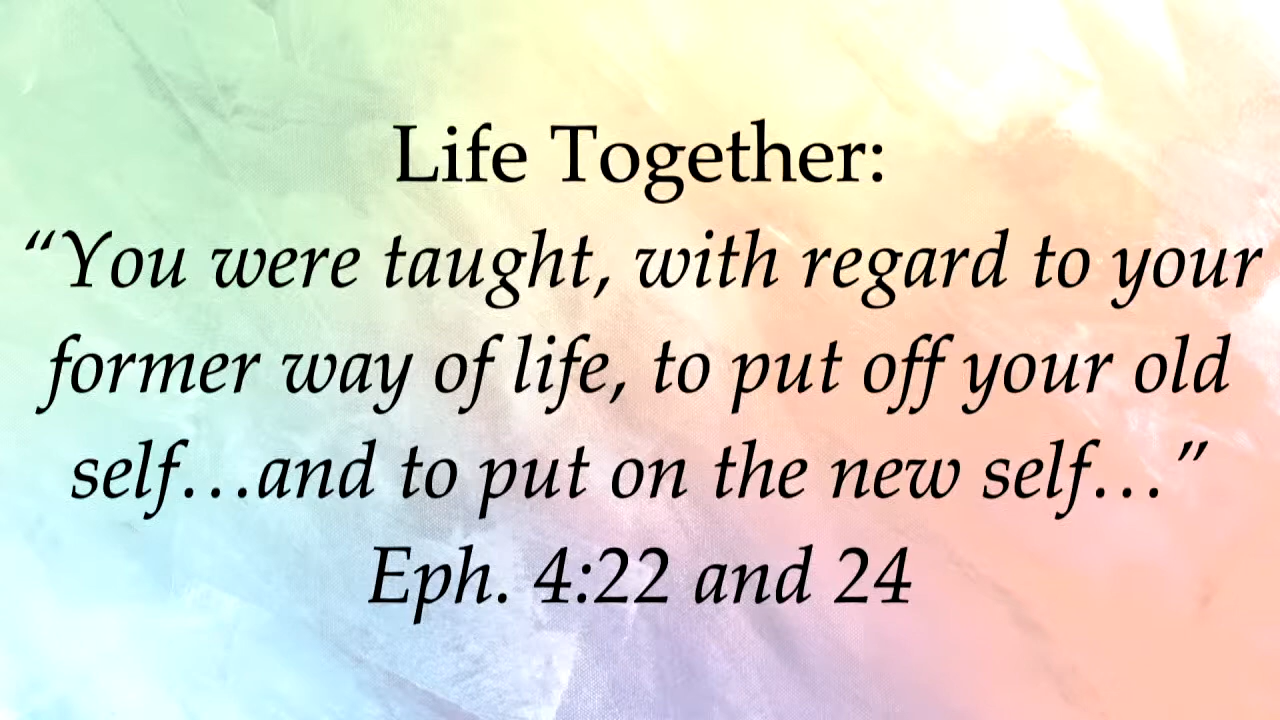 Life Together:
“You were taught, with regard to your
former way of life, to put off your old
self…and to put on the new self…”
Eph. 4:22 and 24